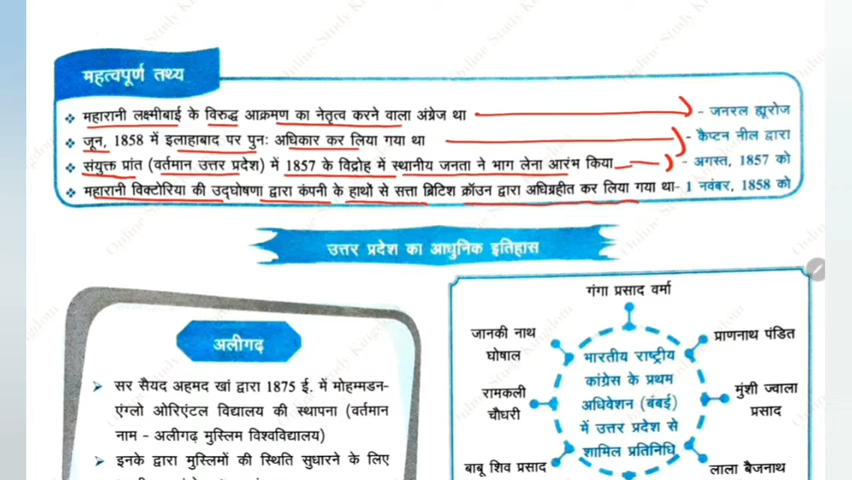 महत्वपूर्ण तथ्य
❖ महारानी लक्ष्मीबाई के विरुद्ध आक्रमण का नेतृत्व करने वाला अंग्रेज था - जनरल ह्यूरोज
❖ जून, 1858 में इलाहाबाद पर पुनः अधिकार कर लिया गया था - कैप्टन नील द्वारा
❖ संयुक्त प्रांत (वर्तमान उत्तर प्रदेश) में 1857 के विद्रोह में स्थानीय जनता ने भाग लेना आरंभ किया - अगस्त, 1857 को
❖ महारानी विक्टोरिया की उद्घोषणा द्वारा कंपनी के हाथों से सत्ता ब्रिटिश क्रॉउन द्वारा अधिग्रहीत कर लिया गया था- 1 नवंबर, 1858 को
उत्तर प्रदेश का आधुनिक इतिहास
अलीगढ़
➢ सर सैयद अहमद खां द्वारा 1875 ई. में मोहम्मडन-
एंग्लो ओरिएंटल विद्यालय की स्थापना (वर्तमान
नाम - अलीगढ़ मुस्लिम विश्वविद्यालय)
➢ इनके द्वारा मुस्लिमों की स्थिति सुधारने के लिए
गंगा प्रसाद वर्मा
जानकी नाथ
घोषाल
प्राणनाथ पंडित
रामकली
चौधरी
मुंशी ज्वाला
प्रसाद
बाबू शिव प्रसाद
लाला बैजनाथ
भारतीय राष्ट्रीय
कांग्रेस के प्रथम
अधिवेशन (बंबई)
में उत्तर प्रदेश से
शामिल प्रतिनिधि